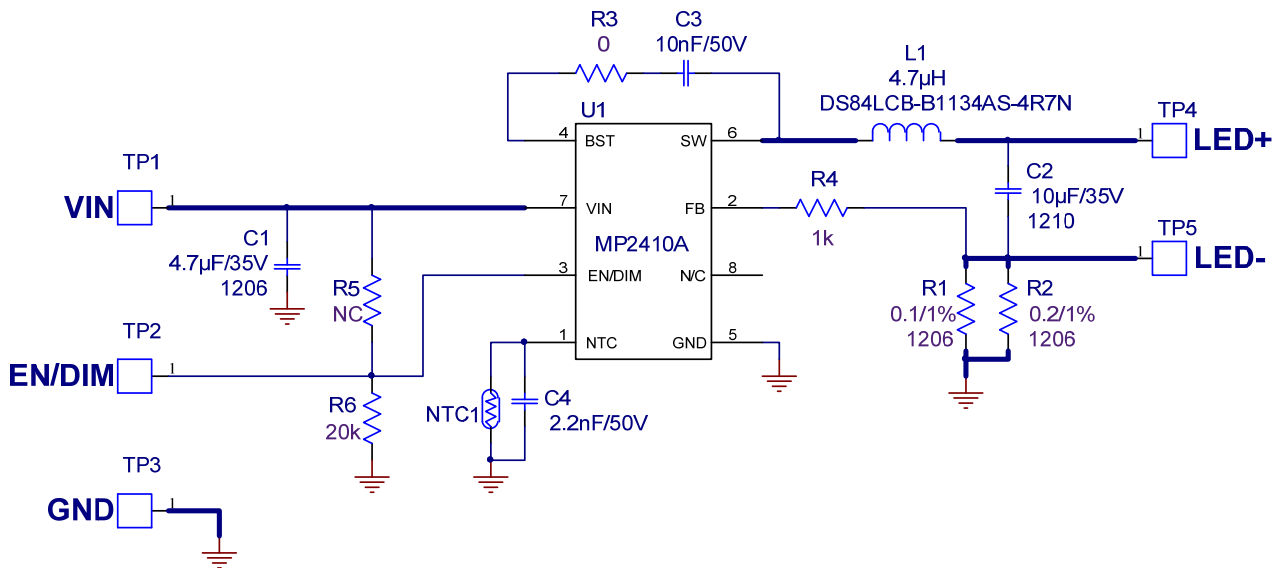 R3
0
C3
10nF/50V
L1
4.7µH
DS84LCB-B1134AS-4R7N
U1
4
BST
SW
6
1
TP4
LED+
TP1
VIN
1
7
VIN
FB
2
R4
1k
C2
10µF/35V
1210
MP2410A
C1
4.7µF/35V
1206
R5
NC
3
EN/DIM
N/C
8
1
TP5
LED-
R1
0.1/1%
1206
R2
0.2/1%
1206
TP2
EN/DIM
1
1
NTC
GND
5
R6
20k
NTC1
C4
2.2nF/50V
TP3
GND
1